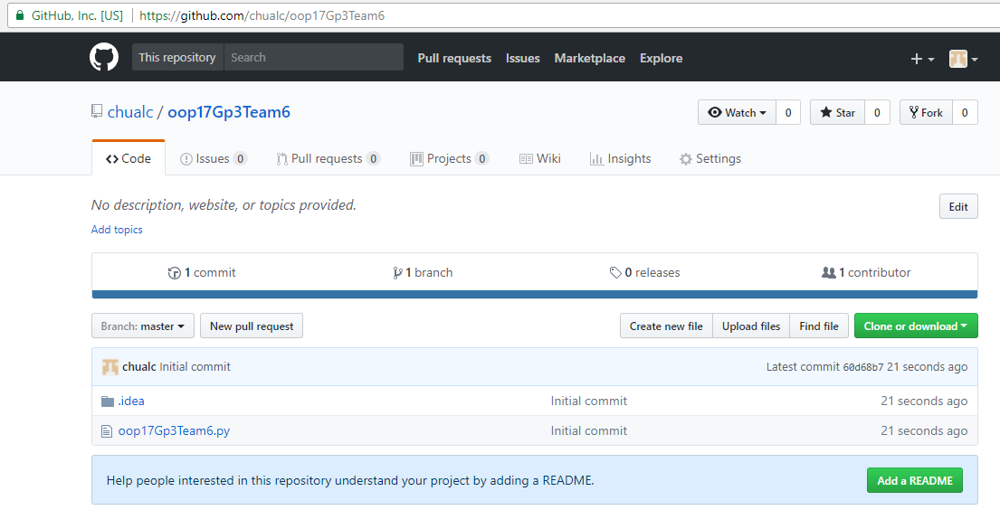 GitHub, Inc. [US] https://github.com/chualc/oop17Gp3Team6
This repository Search Pull requests Issues Marketplace Explore
chualc / oop17Gp3Team6 Watch 0 Star 0 Fork 0
Code Issues 0 Pull requests 0 Projects 0 Wiki Insights Settings
No description, website, or topics provided. Edit
Add topics
1 commit 1 branch 0 releases 1 contributor
Branch: master New pull request Create new file Upload files Find file Clone or download
chualc Initial commit Latest commit 60d68b7 21 seconds ago
.idea Initial commit 21 seconds ago
oop17Gp3Team6.py Initial commit 21 seconds ago
Help people interested in this repository understand your project by adding a README. Add a README